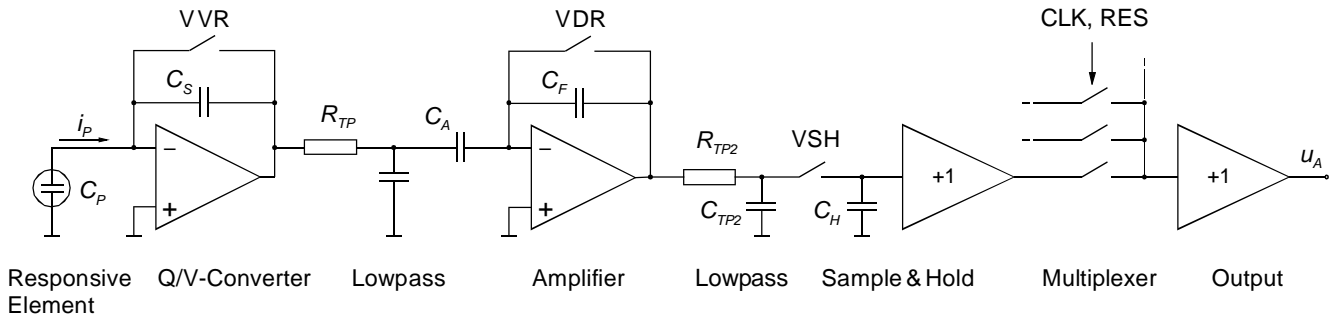 VVR
VDR
CLK, RES
C_S
C_F
R_TP
C_A
i_P
R_TP2
VSH
u_A
−
−
+1
+1
C_P
+
+
C_TP2
C_H
Responsive
Element
Q/V-Converter
Lowpass
Amplifier
Lowpass
Sample & Hold
Multiplexer
Output